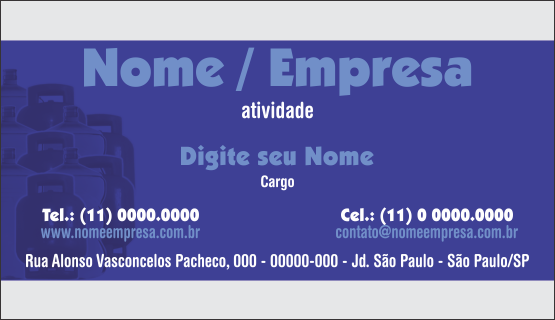 Nome / Empresa
atividade
Digite seu Nome
Cargo
Tel.: (11) 0000.0000 Cel.: (11) 0 0000.0000
www.nomeempresa.com.br contato@nomeempresa.com.br
Rua Alonso Vasconcelos Pacheco, 000 - 00000-000 - Jd. São Paulo - São Paulo/SP